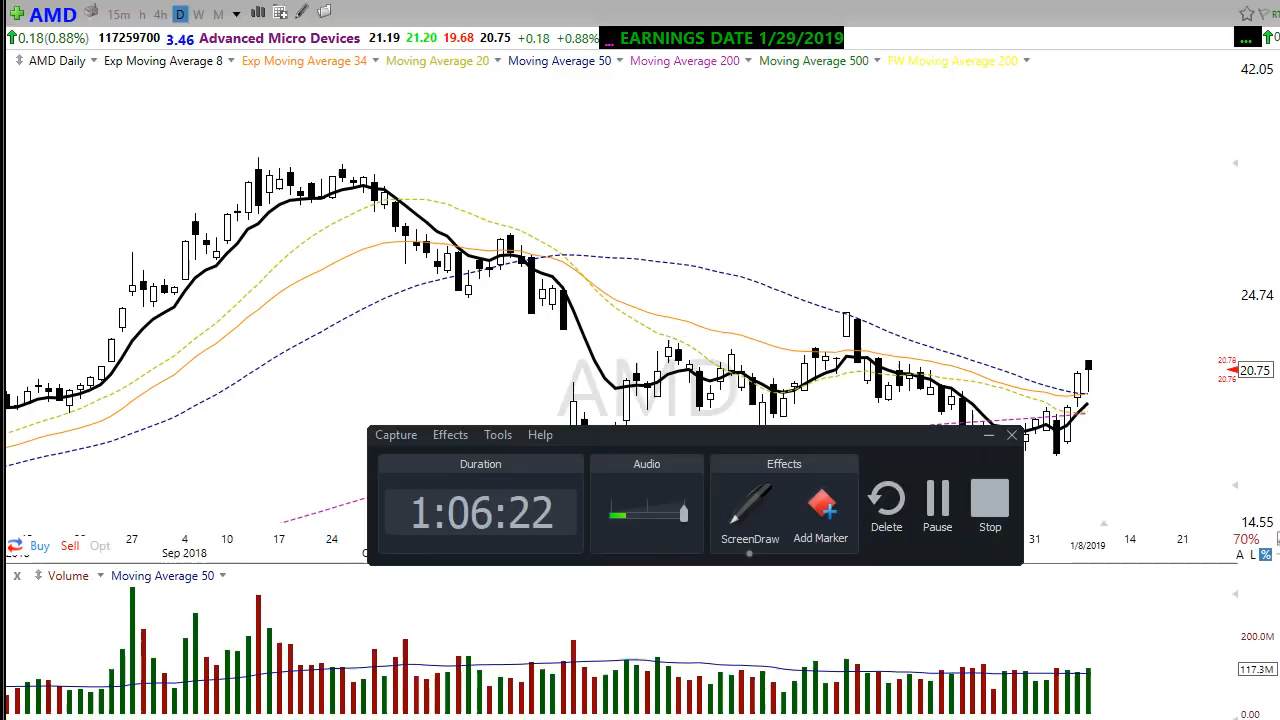 AMD 15m h 4h D W M
0.18(0.88%) 117259700 3.46 Advanced Micro Devices 21.19 21.20 19.68 20.75 +0.18 +0.88% ... EARNINGS DATE 1/29/2019 ...
AMD Daily Exp Moving Average 8 Exp Moving Average 34 Moving Average 20 Moving Average 50 Moving Average 200 Moving Average 500 FW Moving Average 200
42.05
24.74
20.78
20.75
20.76
AMD
Capture Effects Tools Help
Duration Audio Effects
1:06:22
ScreenDraw Add Marker Delete Pause Stop
14.55
Buy Sell Opt
27 4 10 17 24 31 1/8/2019 14 21 70%
Sep 2018
A L %
X Volume Moving Average 50
200.0M
117.3M
0.00